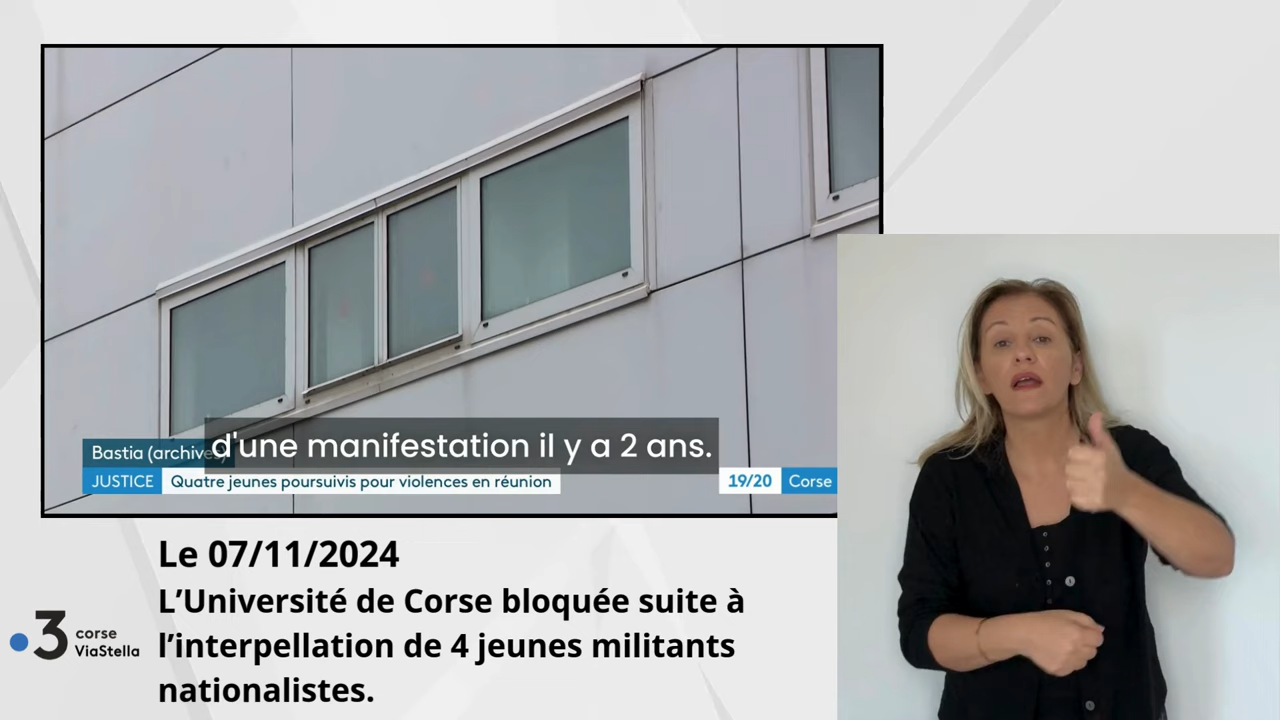 Bastia (archives)
d'une manifestation il y a 2 ans.
JUSTICE Quatre jeunes poursuivis pour violences en réunion
19/20 Corse
Le 07/11/2024
L’Université de Corse bloquée suite à
l’interpellation de 4 jeunes militants
nationalistes.
3 corse
ViaStella